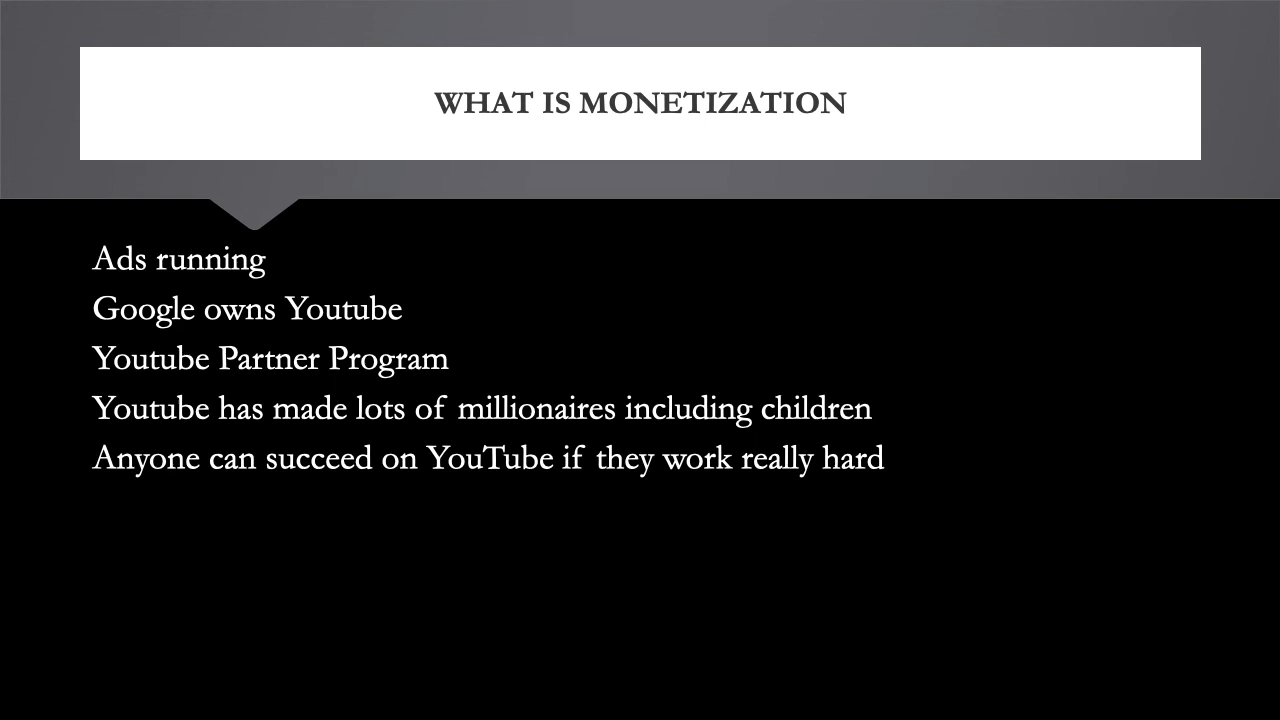 WHAT IS MONETIZATION
Ads running
Google owns Youtube
Youtube Partner Program
Youtube has made lots of millionaires including children
Anyone can succeed on YouTube if they work really hard